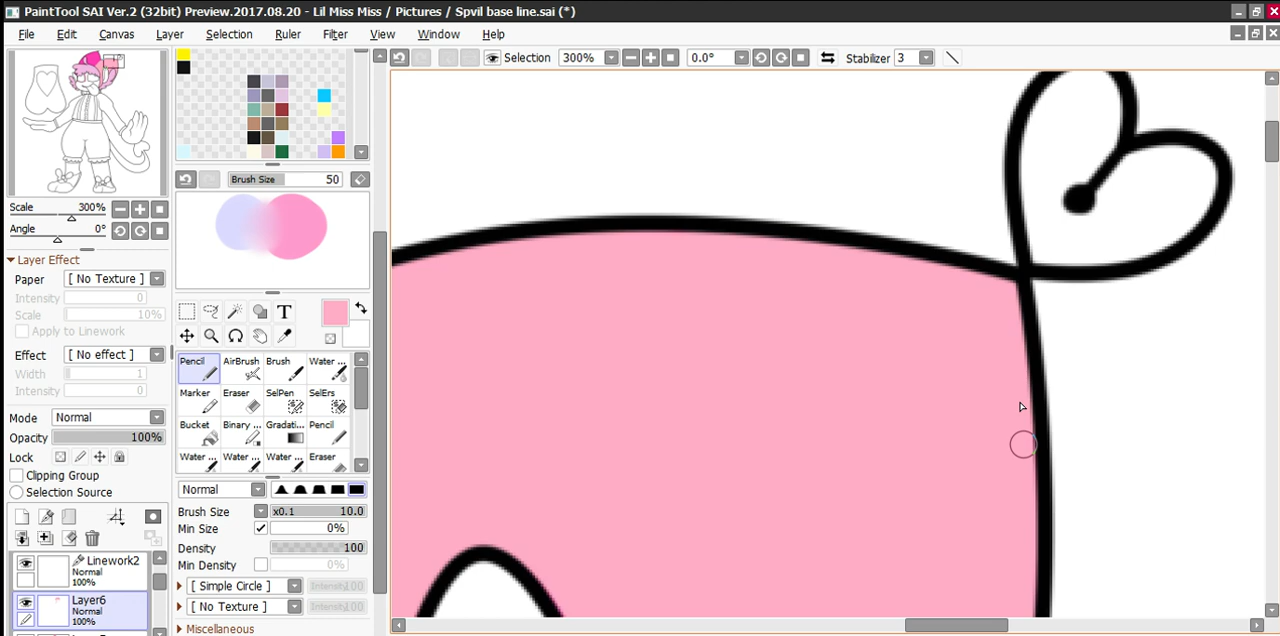 PaintTool SAI Ver.2 (32bit) Preview.2017.08.20 - Lil Miss Miss / Pictures / Spvil base line.sai (*)
File Edit Canvas Layer Selection Ruler Filter View Window Help
Selection 300% 0.0° Stabilizer 3
Scale 300%
Angle 0°
Layer Effect
Paper [ No Texture ]
Intensity 0
Scale 10%
Apply to Linework
Effect [ No effect ]
Width 1
Intensity 0
Mode Normal
Opacity 100%
Lock
Clipping Group
Selection Source
Linework2
Normal
100%
Layer6
Normal
100%
Brush Size 50
T
Pencil AirBrush Brush Water ...
Marker Eraser SelPen SelErs
Bucket Binary ... Gradati... Pencil
Water ... Water ... Water ... Eraser
Normal
Brush Size x0.1 10.0
Min Size 0%
Density 100
Min Density 0%
[ Simple Circle ] Intensity 100
[ No Texture ] Intensity 100
Miscellaneous